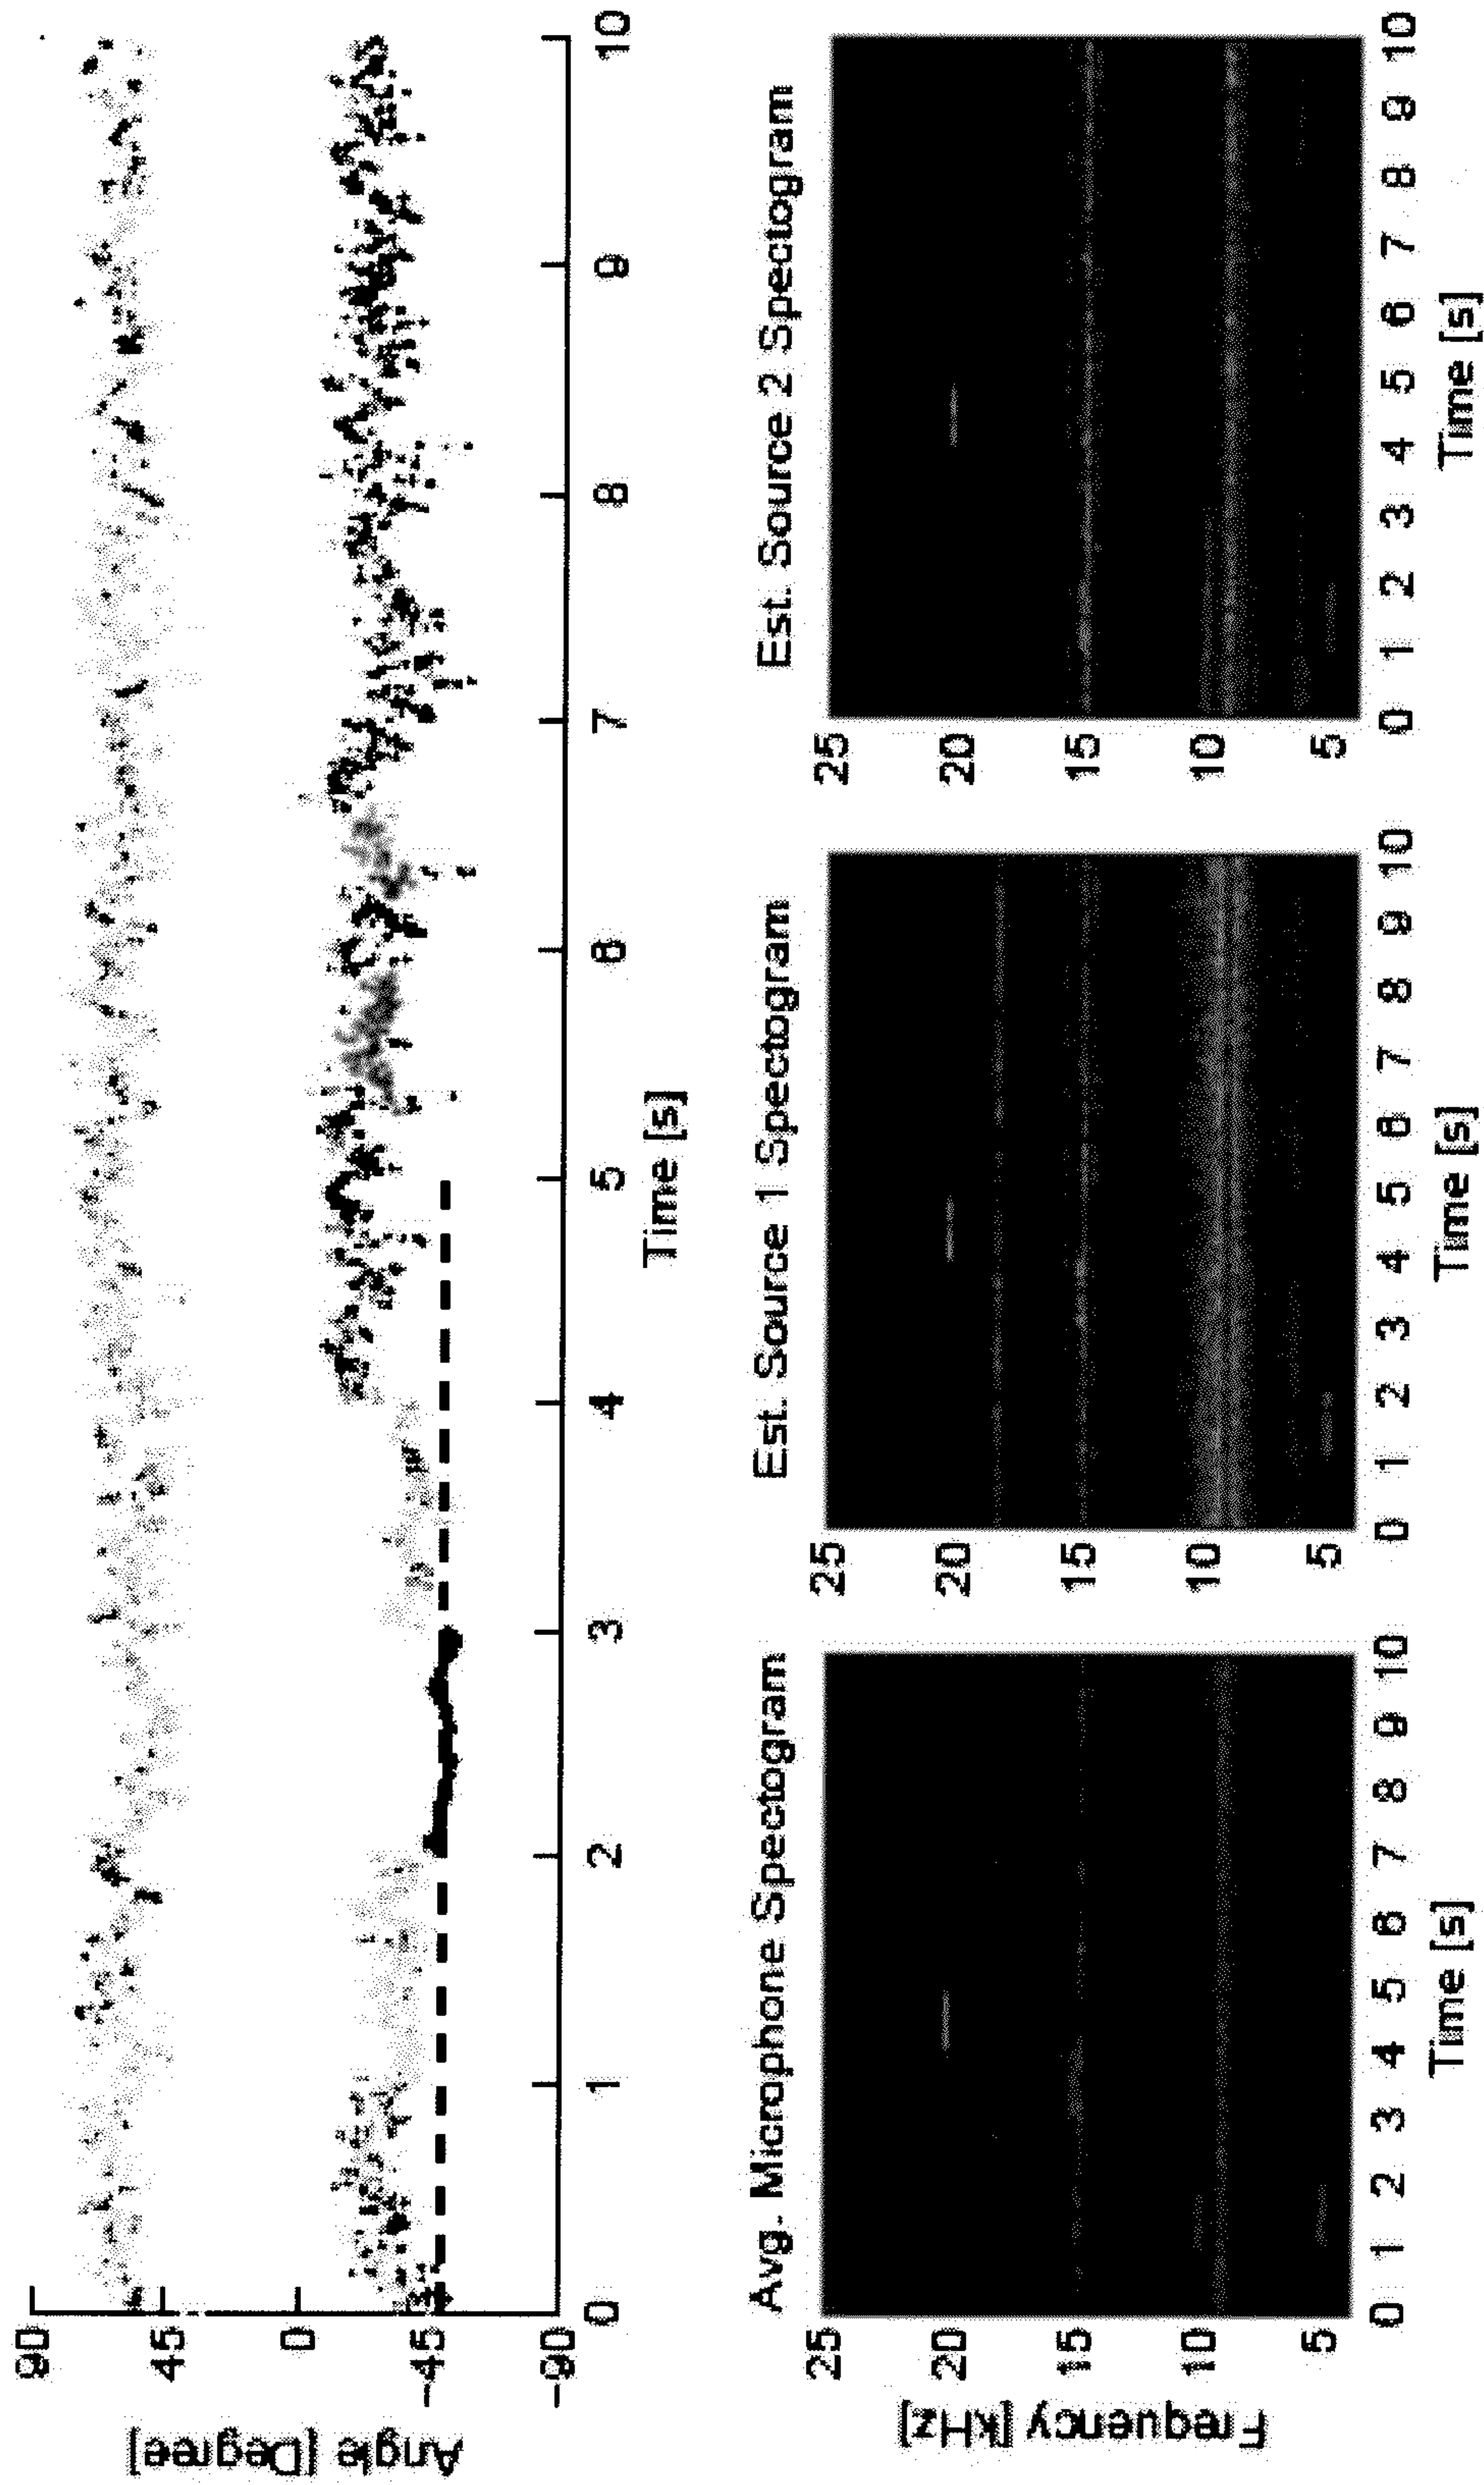 Angle [Degree]
90
45
0
-45
-90
0 1 2 3 4 5 6 7 8 9 10
Time [s]
Avg. Microphone Spectogram
Est. Source 1 Spectogram
Est. Source 2 Spectogram
Frequency [kHz]
25
20
15
10
5
0 1 2 3 4 5 6 7 8 9 10
Time [s]
25
20
15
10
5
0 1 2 3 4 5 6 7 8 9 10
Time [s]
25
20
15
10
5
0 1 2 3 4 5 6 7 8 9 10
Time [s]